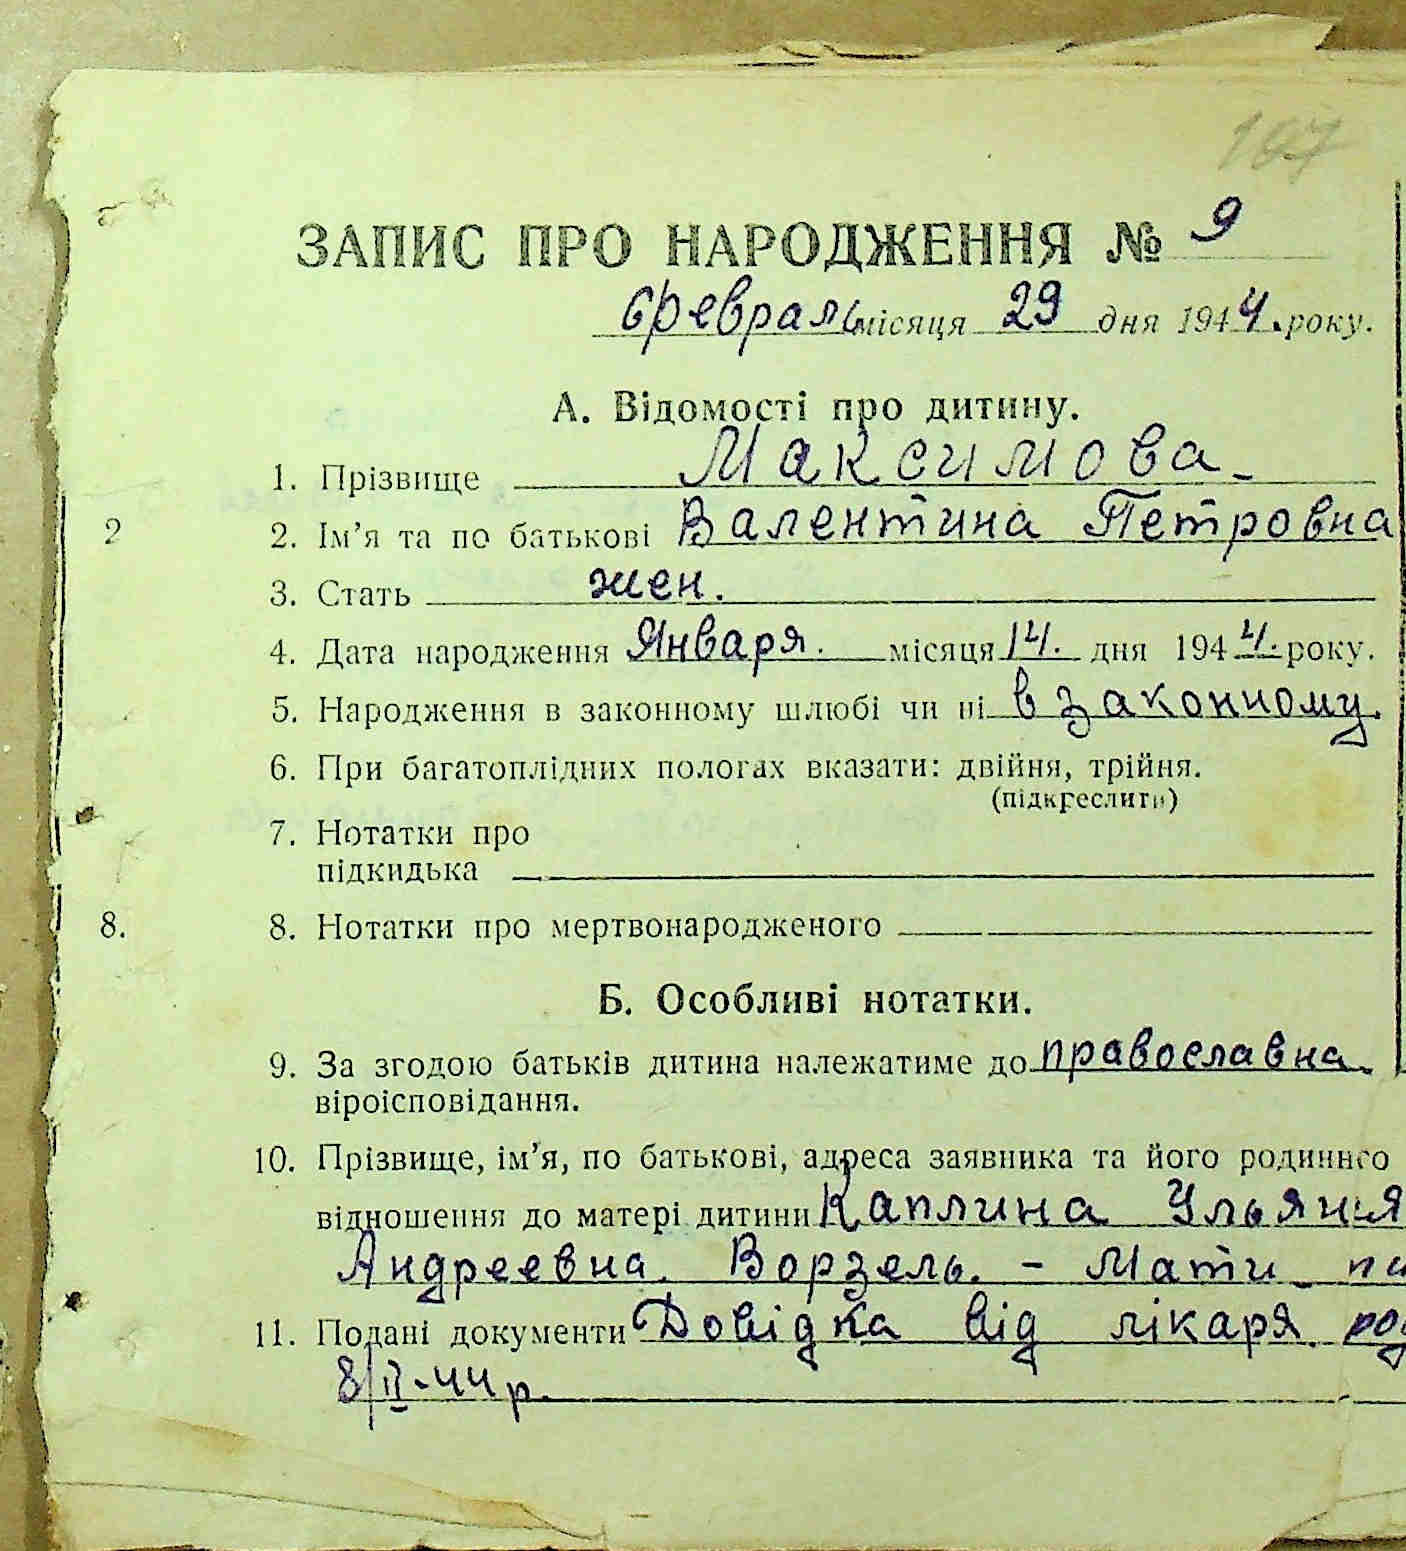 107
ЗАПИС ПРО НАРОДЖЕННЯ № 9
февраль місяця 29 дня 1944. року.
А. Відомості про дитину.
1. Прізвище Максимова
2 2. Ім’я та по батькові Валентина Петровна
3. Стать жен.
4. Дата народження Января. місяця 14. дня 1944. року.
5. Народження в законному шлюбі чи ні в законному.
6. При багатоплідних пологах вказати: двійня, трійня.
(підкреслити)
7. Нотатки про
підкидька
8. 8. Нотатки про мертвонародженого
Б. Особливі нотатки.
9. За згодою батьків дитина належатиме до православна.
віроісповідання.
10. Прізвище, ім’я, по батькові, адреса заявника та його родиннго
відношення до матері дитини Каплина Ульяния
Андреевна. Ворзель. - Мати
11. Подані документи Довідка від лікаря
8/II-44 р.